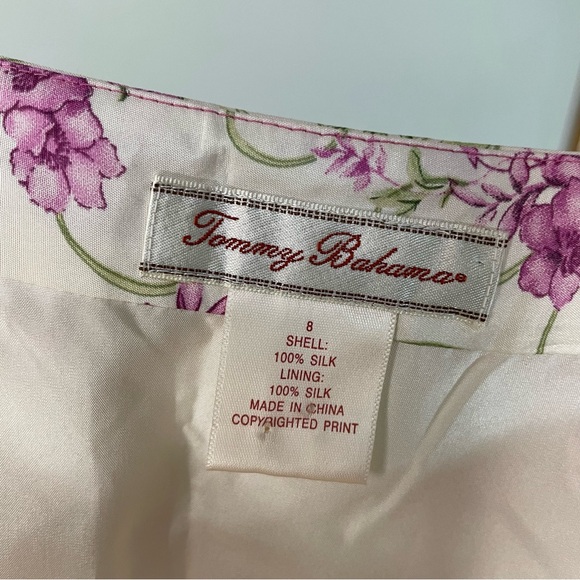 Tommy Bahama®
8
SHELL:
100% SILK
LINING:
100% SILK
MADE IN CHINA
COPYRIGHTED PRINT